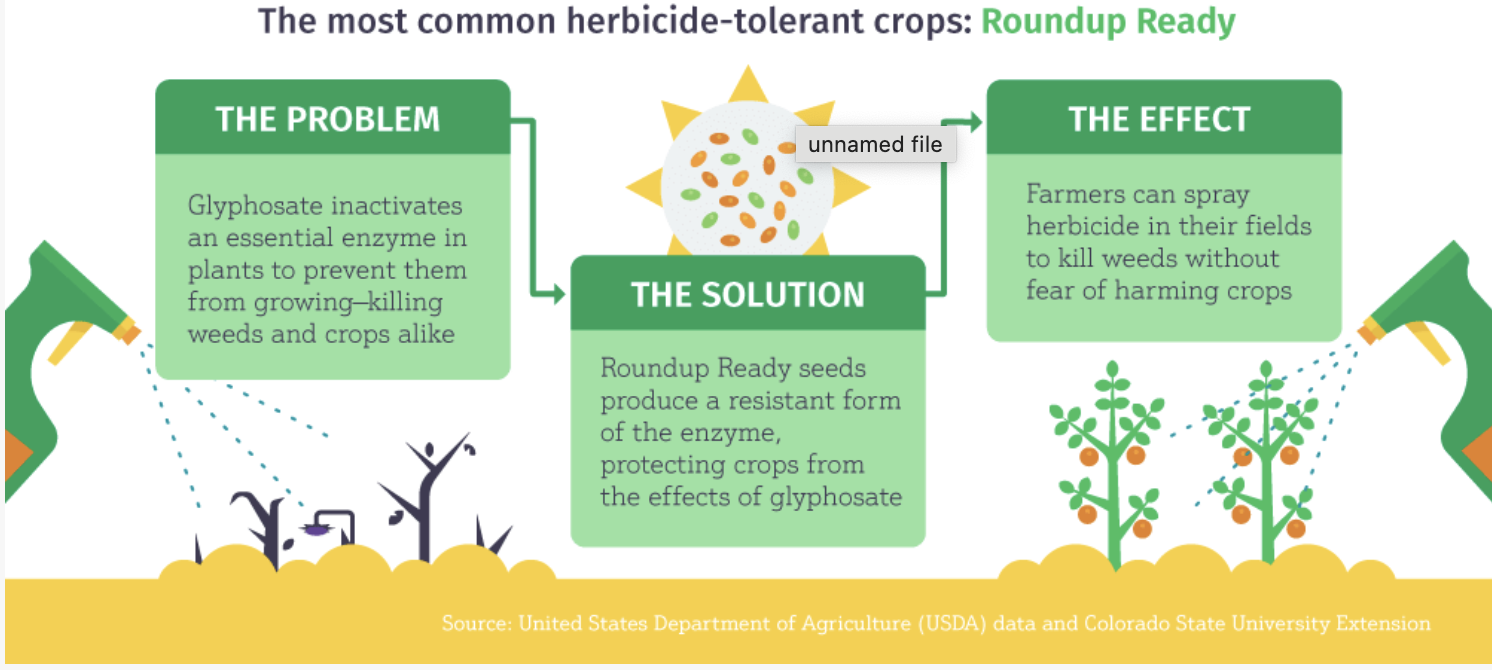 The most common herbicide-tolerant crops: Roundup Ready
THE PROBLEM
Glyphosate inactivates
an essential enzyme in
plants to prevent them
from growing—killing
weeds and crops alike
unnamed file
THE SOLUTION
Roundup Ready seeds
produce a resistant form
of the enzyme,
protecting crops from
the effects of glyphosate
THE EFFECT
Farmers can spray
herbicide in their fields
to kill weeds without
fear of harming crops
Source: United States Department of Agriculture (USDA) data and Colorado State University Extension